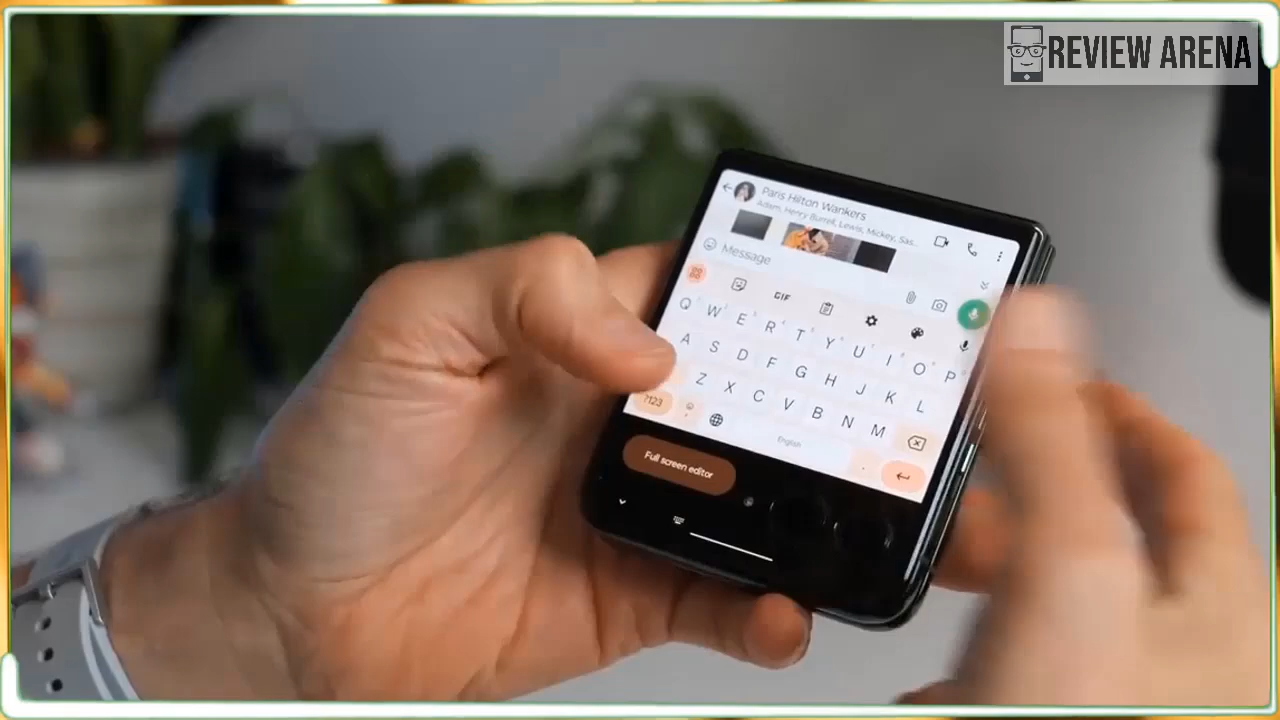 REVIEW ARENA
Paris Hilton Wankers
Adam, Henry Burrell, Lewis, Mickey, Sas...
Message
GIF
Q W E R T Y U I O P
A S D F G H J K L
Z X C V B N M
?123
English
.
Full screen editor